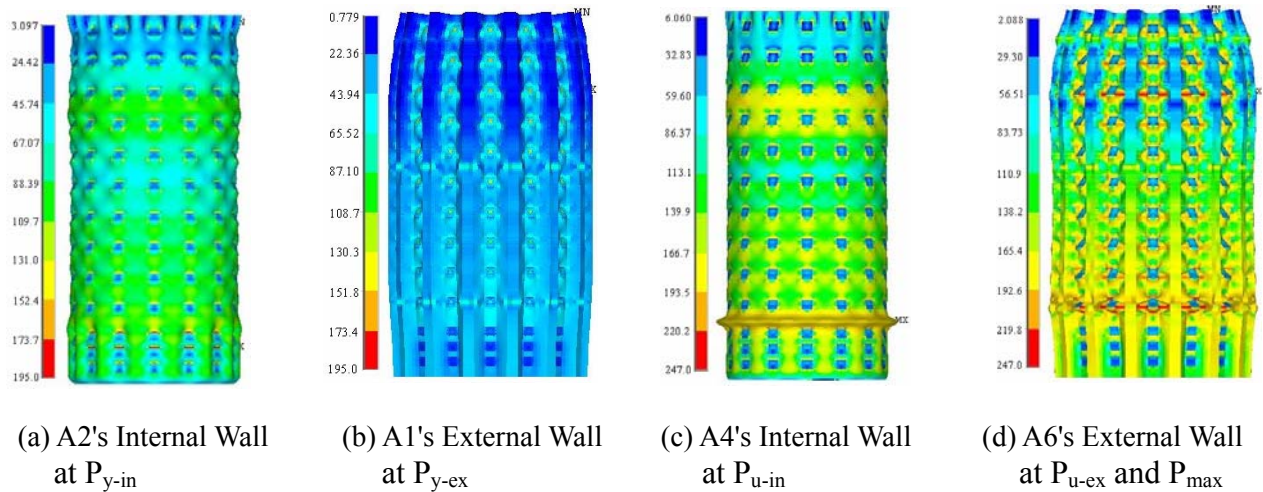 MN
3.097
24.42
45.74
67.07
88.39
109.7
131.0
152.4
173.7
195.0
X
0.779
22.36
43.94
65.52
87.10
108.7
130.3
151.8
173.4
195.0
MN
X
6.060
32.83
59.60
86.37
113.1
139.9
166.7
193.5
220.2
247.0
MX
2.088
29.30
56.51
83.73
110.9
138.2
165.4
192.6
219.8
247.0
MN
X
(a) A2's Internal Wall
at Py-in
(b) A1's External Wall
at Py-ex
(c) A4's Internal Wall
at Pu-in
(d) A6's External Wall
at Pu-ex and Pmax